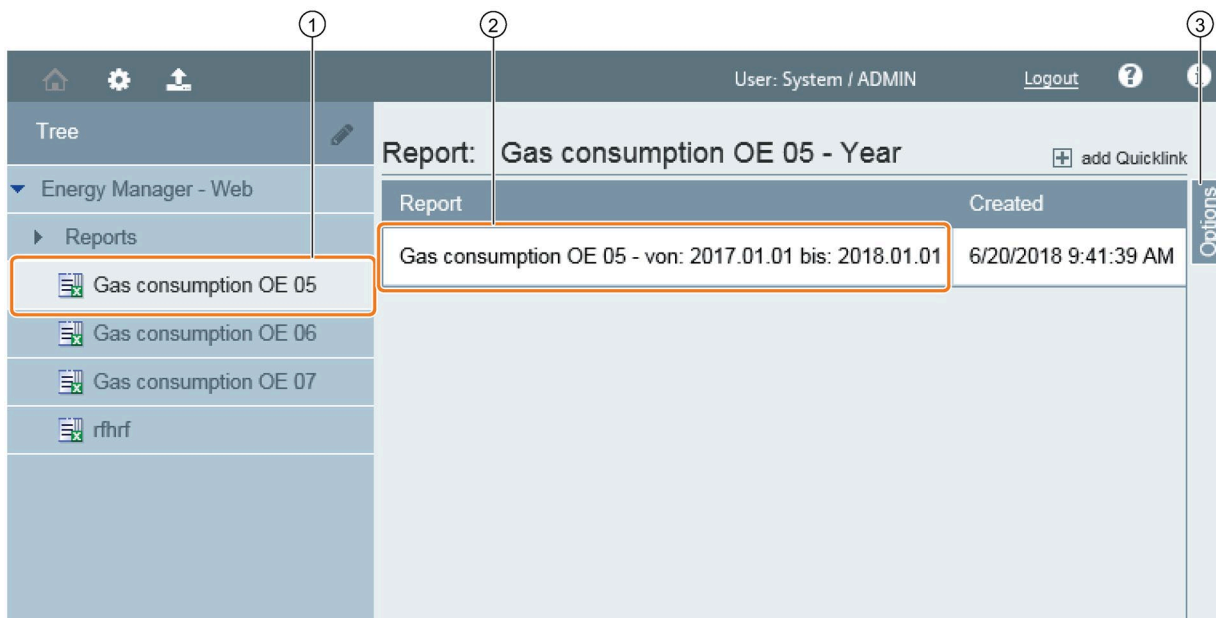 1 2 3
User: System / ADMIN Logout ?
Tree
Report: Gas consumption OE 05 - Year
add Quicklink
Energy Manager - Web
Report Created
Options
Reports
Gas consumption OE 05 - von: 2017.01.01 bis: 2018.01.01 6/20/2018 9:41:39 AM
Gas consumption OE 05
Gas consumption OE 06
Gas consumption OE 07
rfhrf